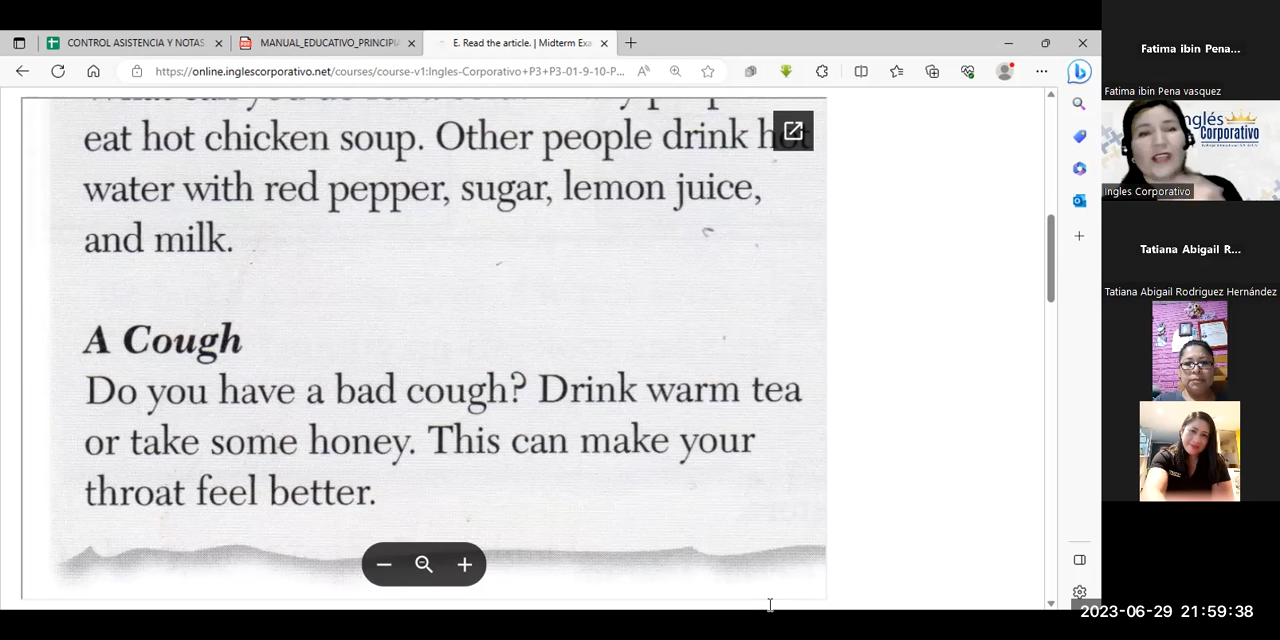 CONTROL ASISTENCIA Y NOTAS
MANUAL_EDUCATIVO_PRINCIPI
E. Read the article. | Midterm Exa
https://online.inglescorporativo.net/courses/course-v1:Ingles-Corporativo+P3+P3-01-9-10-P...
eat hot chicken soup. Other people drink hot
water with red pepper, sugar, lemon juice,
and milk.
A Cough
Do you have a bad cough? Drink warm tea
or take some honey. This can make your
throat feel better.
Fatima ibin Pena...
Fatima ibin Pena vasquez
Inglés
Corporativo
Ingles Corporativo
Tatiana Abigail R...
Tatiana Abigail Rodriguez Hernández
2023-06-29 21:59:38